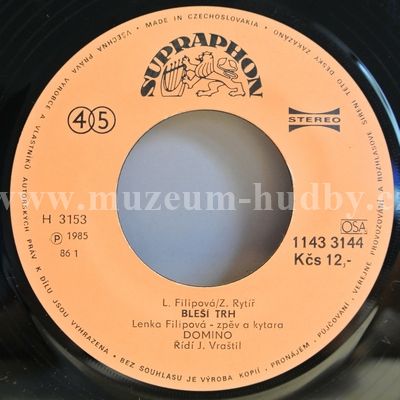 • MADE IN CZECHOSLOVAKIA • VŠECHNA PRÁVA VÝROBCE A VLASTNÍKŮ AUTORSKÝCH PRÁV K DÍLU JSOU VYHRAZENA • BEZ SOUHLASU JE VÝROBA KOPIÍ, PRONÁJEM, PŮJČOVÁNÍ, VEŘEJNÉ PROVOZOVÁNÍ A ROZHLASOVÉ ŠÍŘENÍ TÉTO DESKY ZAKÁZÁNO
SUPRAPHON
45
STEREO
www.muzeum-hudby.
H 3153
Ⓟ 1985
86 1
OSA
1143 3144
Kčs 12,-
L. Filipová/Z. Rytíř
BLEŠÍ TRH
Lenka Filipová - zpěv a kytara
DOMINO
Řídí J. Vraštil